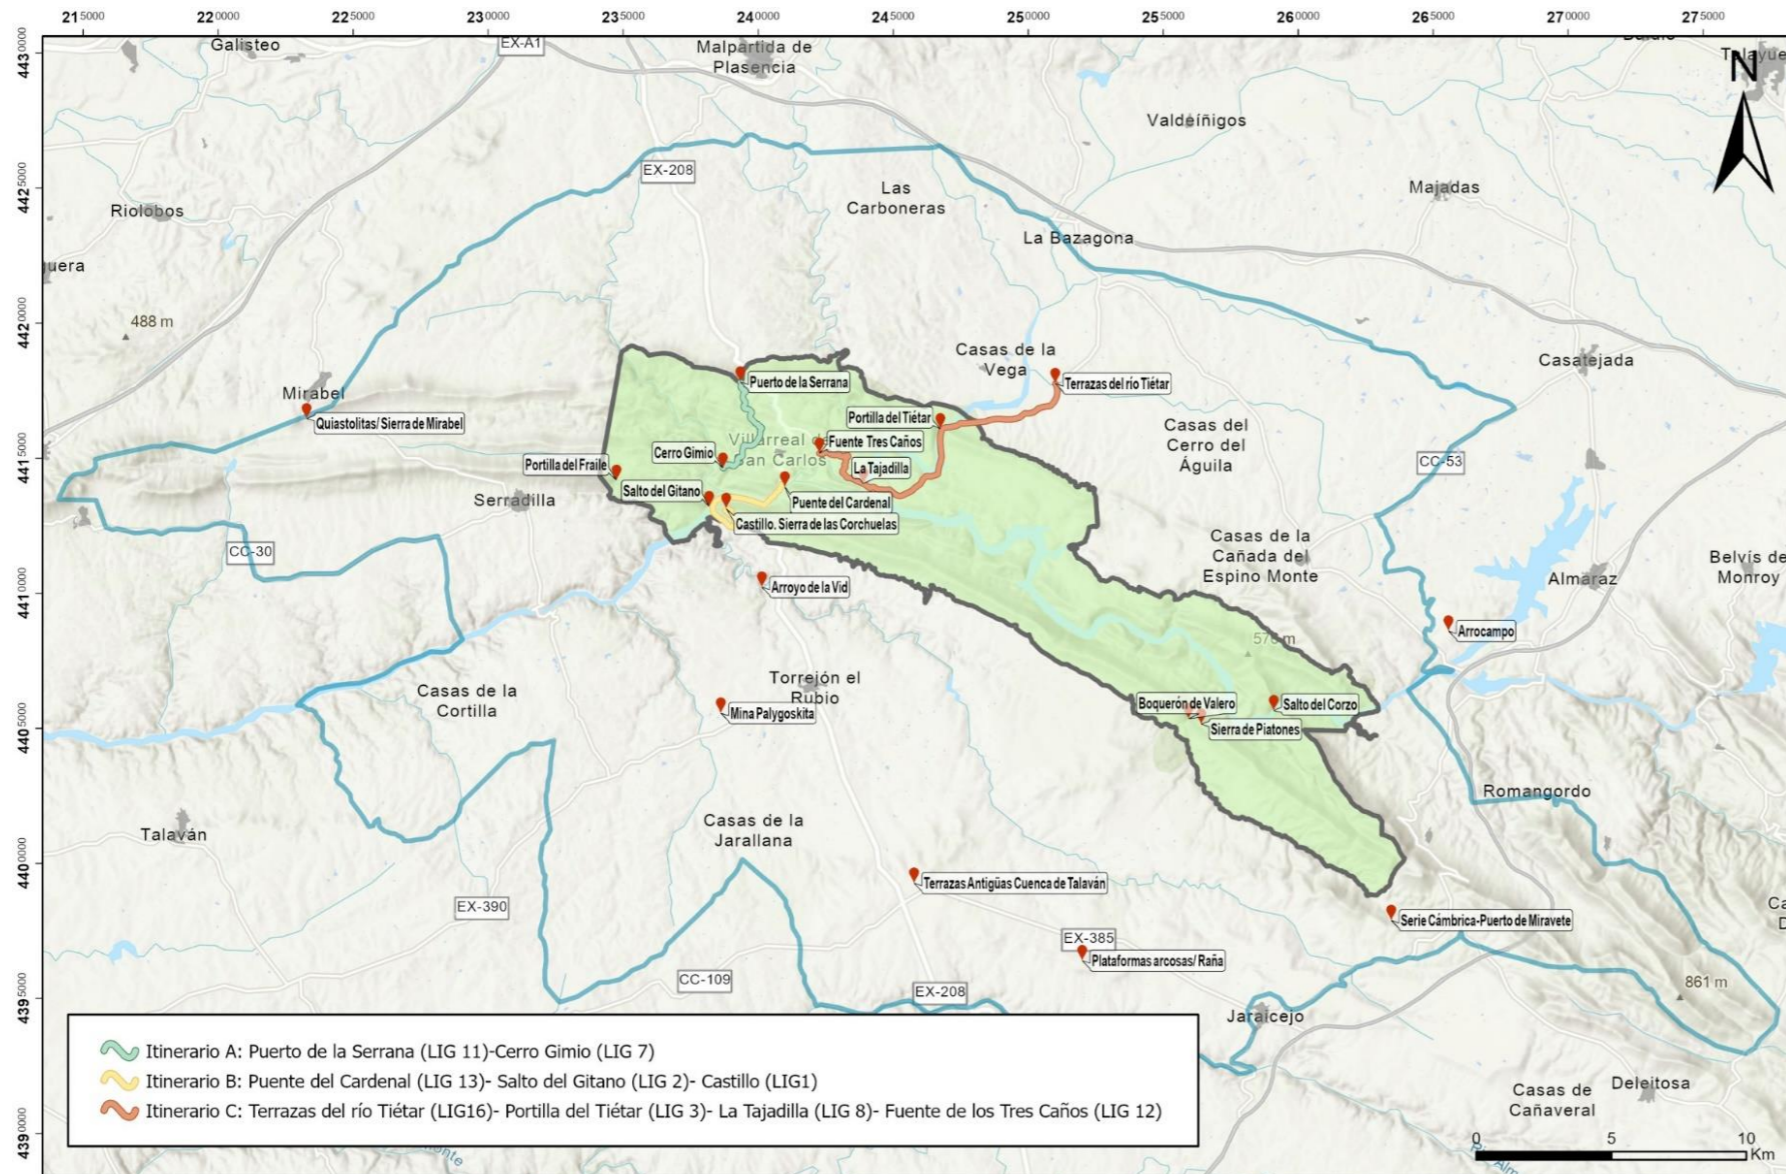 215000 220000 225000 230000 235000 240000 245000 250000 255000 260000 265000 270000 275000
4430000
4425000
4420000
4415000
4410000
4405000
4400000
4395000
4390000
Galisteo
EX-A1
Malpartida de
Plasencia
N
Valdeíñigos
EX-208
Riolobos
Las
Carboneras
Majadas
La Bazagona
488 m
Casas de la
Vega
Casatejada
Mirabel
Quiastolitas/ Sierra de Mirabel
Puerto de la Serrana
Terrazas del río Tiétar
Portilla del Tiétar
Villarreal de
San Carlos
Fuente Tres Caños
Cerro Gimio
La Tajadilla
Casas del
Cerro del
Águila
CC-53
Portilla del Fraile
Serradilla
Salto del Gitano
Puente del Cardenal
Castillo. Sierra de las Corchuelas
CC-30
Casas de la
Cañada del
Espino Monte
Almaraz
Belvís de
Monroy
Arroyo de la Vid
Arrocampo
Torrejón el
Rubio
Casas de la
Cortilla
Mina Palygoskita
Boquerón de Valero
Salto del Corzo
Sierra de Piatones
Romangordo
Talaván
Casas de la
Jarallana
Terrazas Antigüas Cuenca de Talaván
EX-390
Serie Cámbrica-Puerto de Miravete
EX-385
Plataformas arcosas/ Raña
CC-109
EX-208
861 m
Jaraicejo
Casas de
Cañaveral
Deleitosa
Itinerario A: Puerto de la Serrana (LIG 11)-Cerro Gimio (LIG 7)
Itinerario B: Puente del Cardenal (LIG 13)- Salto del Gitano (LIG 2)- Castillo (LIG1)
Itinerario C: Terrazas del río Tiétar (LIG16)- Portilla del Tiétar (LIG 3)- La Tajadilla (LIG 8)- Fuente de los Tres Caños (LIG 12)
0 5 10
Km